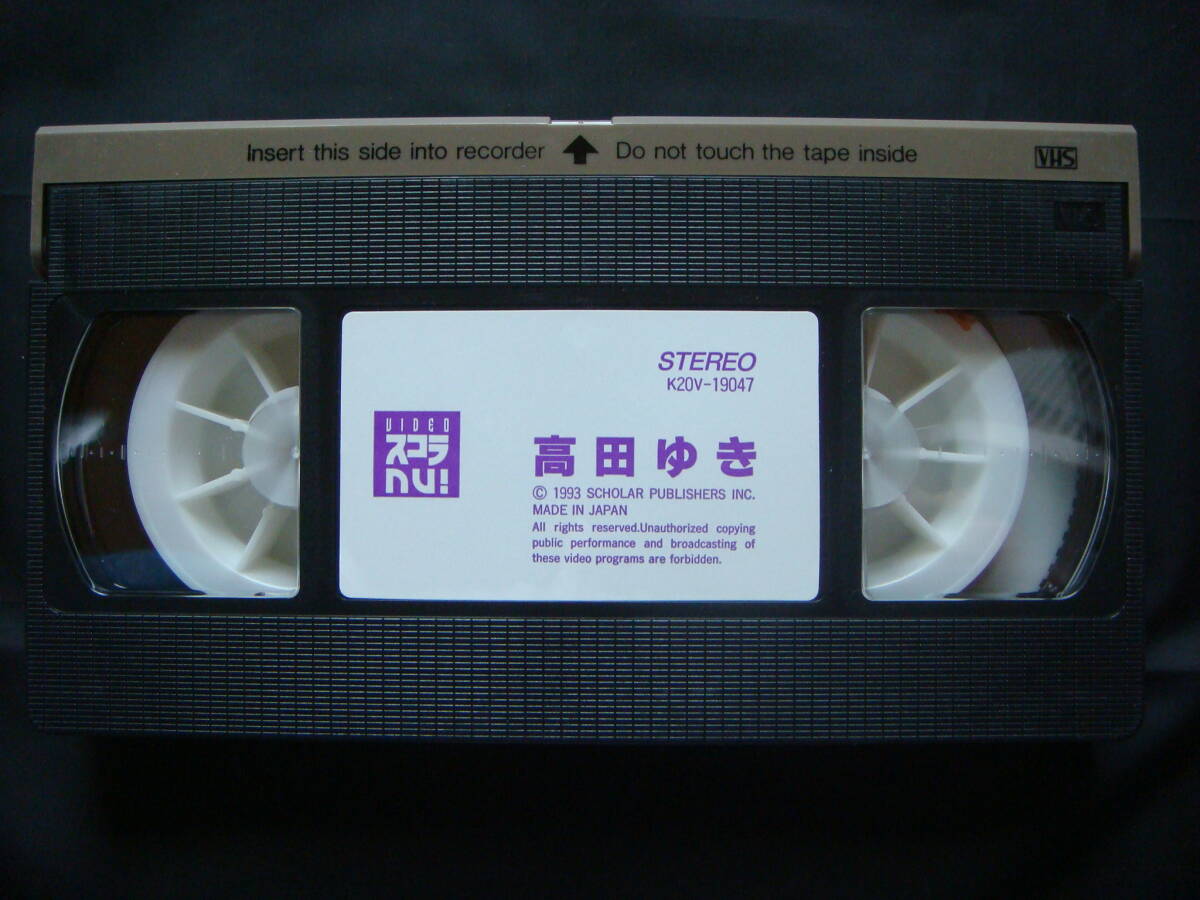 Insert this side into recorder Do not touch the tape inside VHS
STEREO
K20V-19047
VIDEO
スコラ
nu!
高田ゆき
© 1993 SCHOLAR PUBLISHERS INC.
MADE IN JAPAN
All rights reserved.Unauthorized copying
public performance and broadcasting of
these video programs are forbidden.